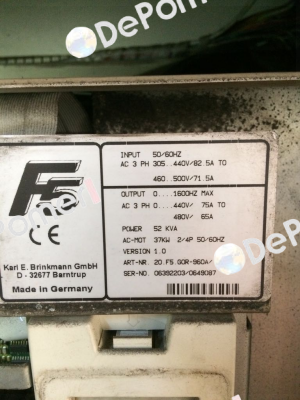 DePome
INPUT 50/60HZ
AC 3 PH 305...440V/82.5A TO
460...500V/71.5A
OUTPUT 0...1600HZ MAX
AC 3 PH 0...440V/ 75A TO
480V/ 65A
POWER 52 KVA
AC-MOT 37KW 2/4P 50/60HZ
VERSION 1.0
ART-NR. 20.F5.G0R-960A/
SER-NO 06392203/0649087
F5
CE
Karl E. Brinkmann GmbH
D - 32677 Barntrup
Made in Germany